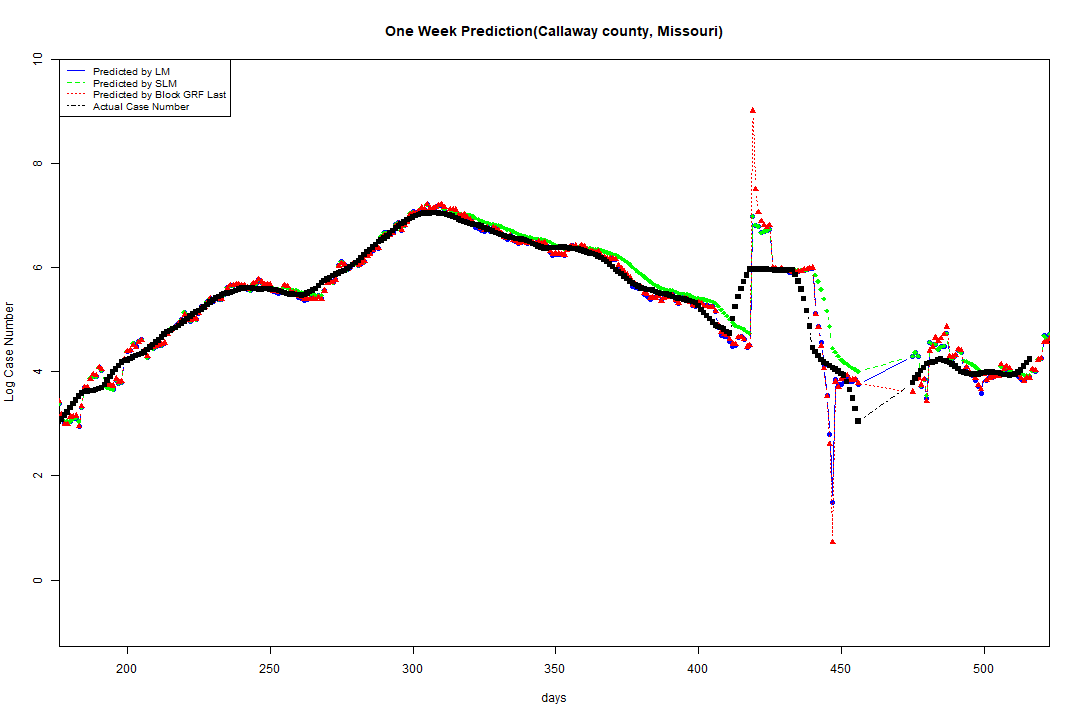 One Week Prediction(Callaway county, Missouri)
Predicted by LM
Predicted by SLM
Predicted by Block GRF Last
Actual Case Number
Log Case Number
10
8
6
4
2
0
200 250 300 350 400 450 500
days